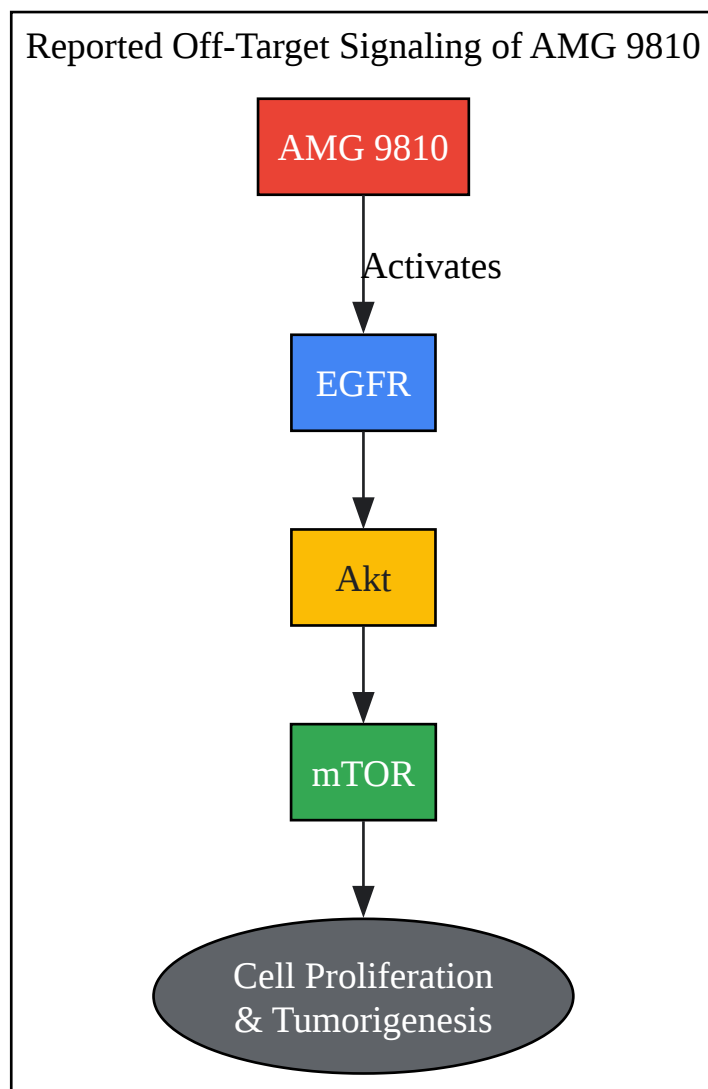 Reported Off-Target Signaling of AMG 9810
AMG 9810
Activates
EGFR
Akt
mTOR
Cell Proliferation
& Tumorigenesis